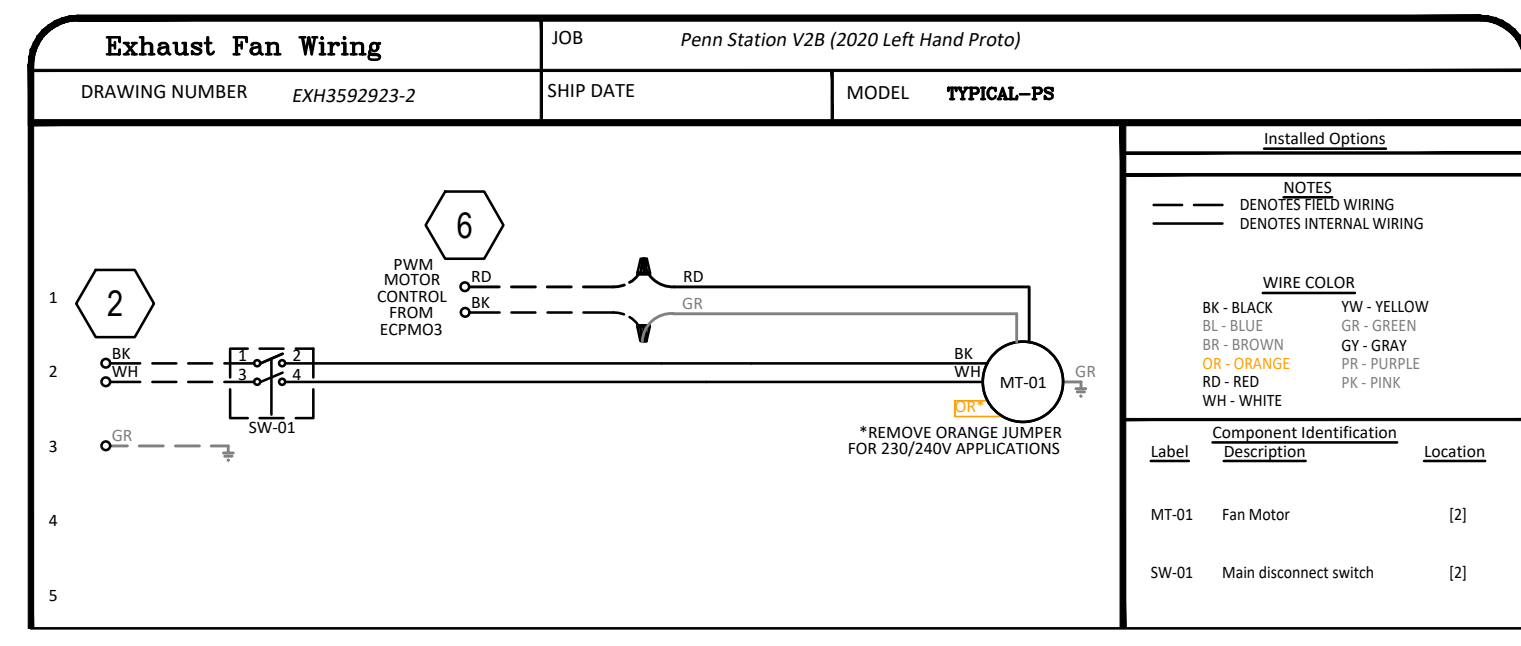 Exhaust Fan Wiring
JOB Penn Station V2B (2020 Left Hand Proto)
DRAWING NUMBER EXH3592923-2
SHIP DATE
MODEL TYPICAL-PS
Installed Options
NOTES
DENOTES FIELD WIRING
DENOTES INTERNAL WIRING
WIRE COLOR
BK - BLACK YW - YELLOW
BL - BLUE GR - GREEN
BR - BROWN GY - GRAY
OR - ORANGE PR - PURPLE
RD - RED PK - PINK
WH - WHITE
Component Identification
Label Description Location
MT-01 Fan Motor [2]
SW-01 Main disconnect switch [2]
6
PWM
MOTOR
CONTROL
FROM
ECPMO3
RD RD
BK GR
1
2
2
BK 1 2 BK
WH 3 4 WH
MT-01 GR
OR*
SW-01
*REMOVE ORANGE JUMPER
FOR 230/240V APPLICATIONS
3
GR
4
5